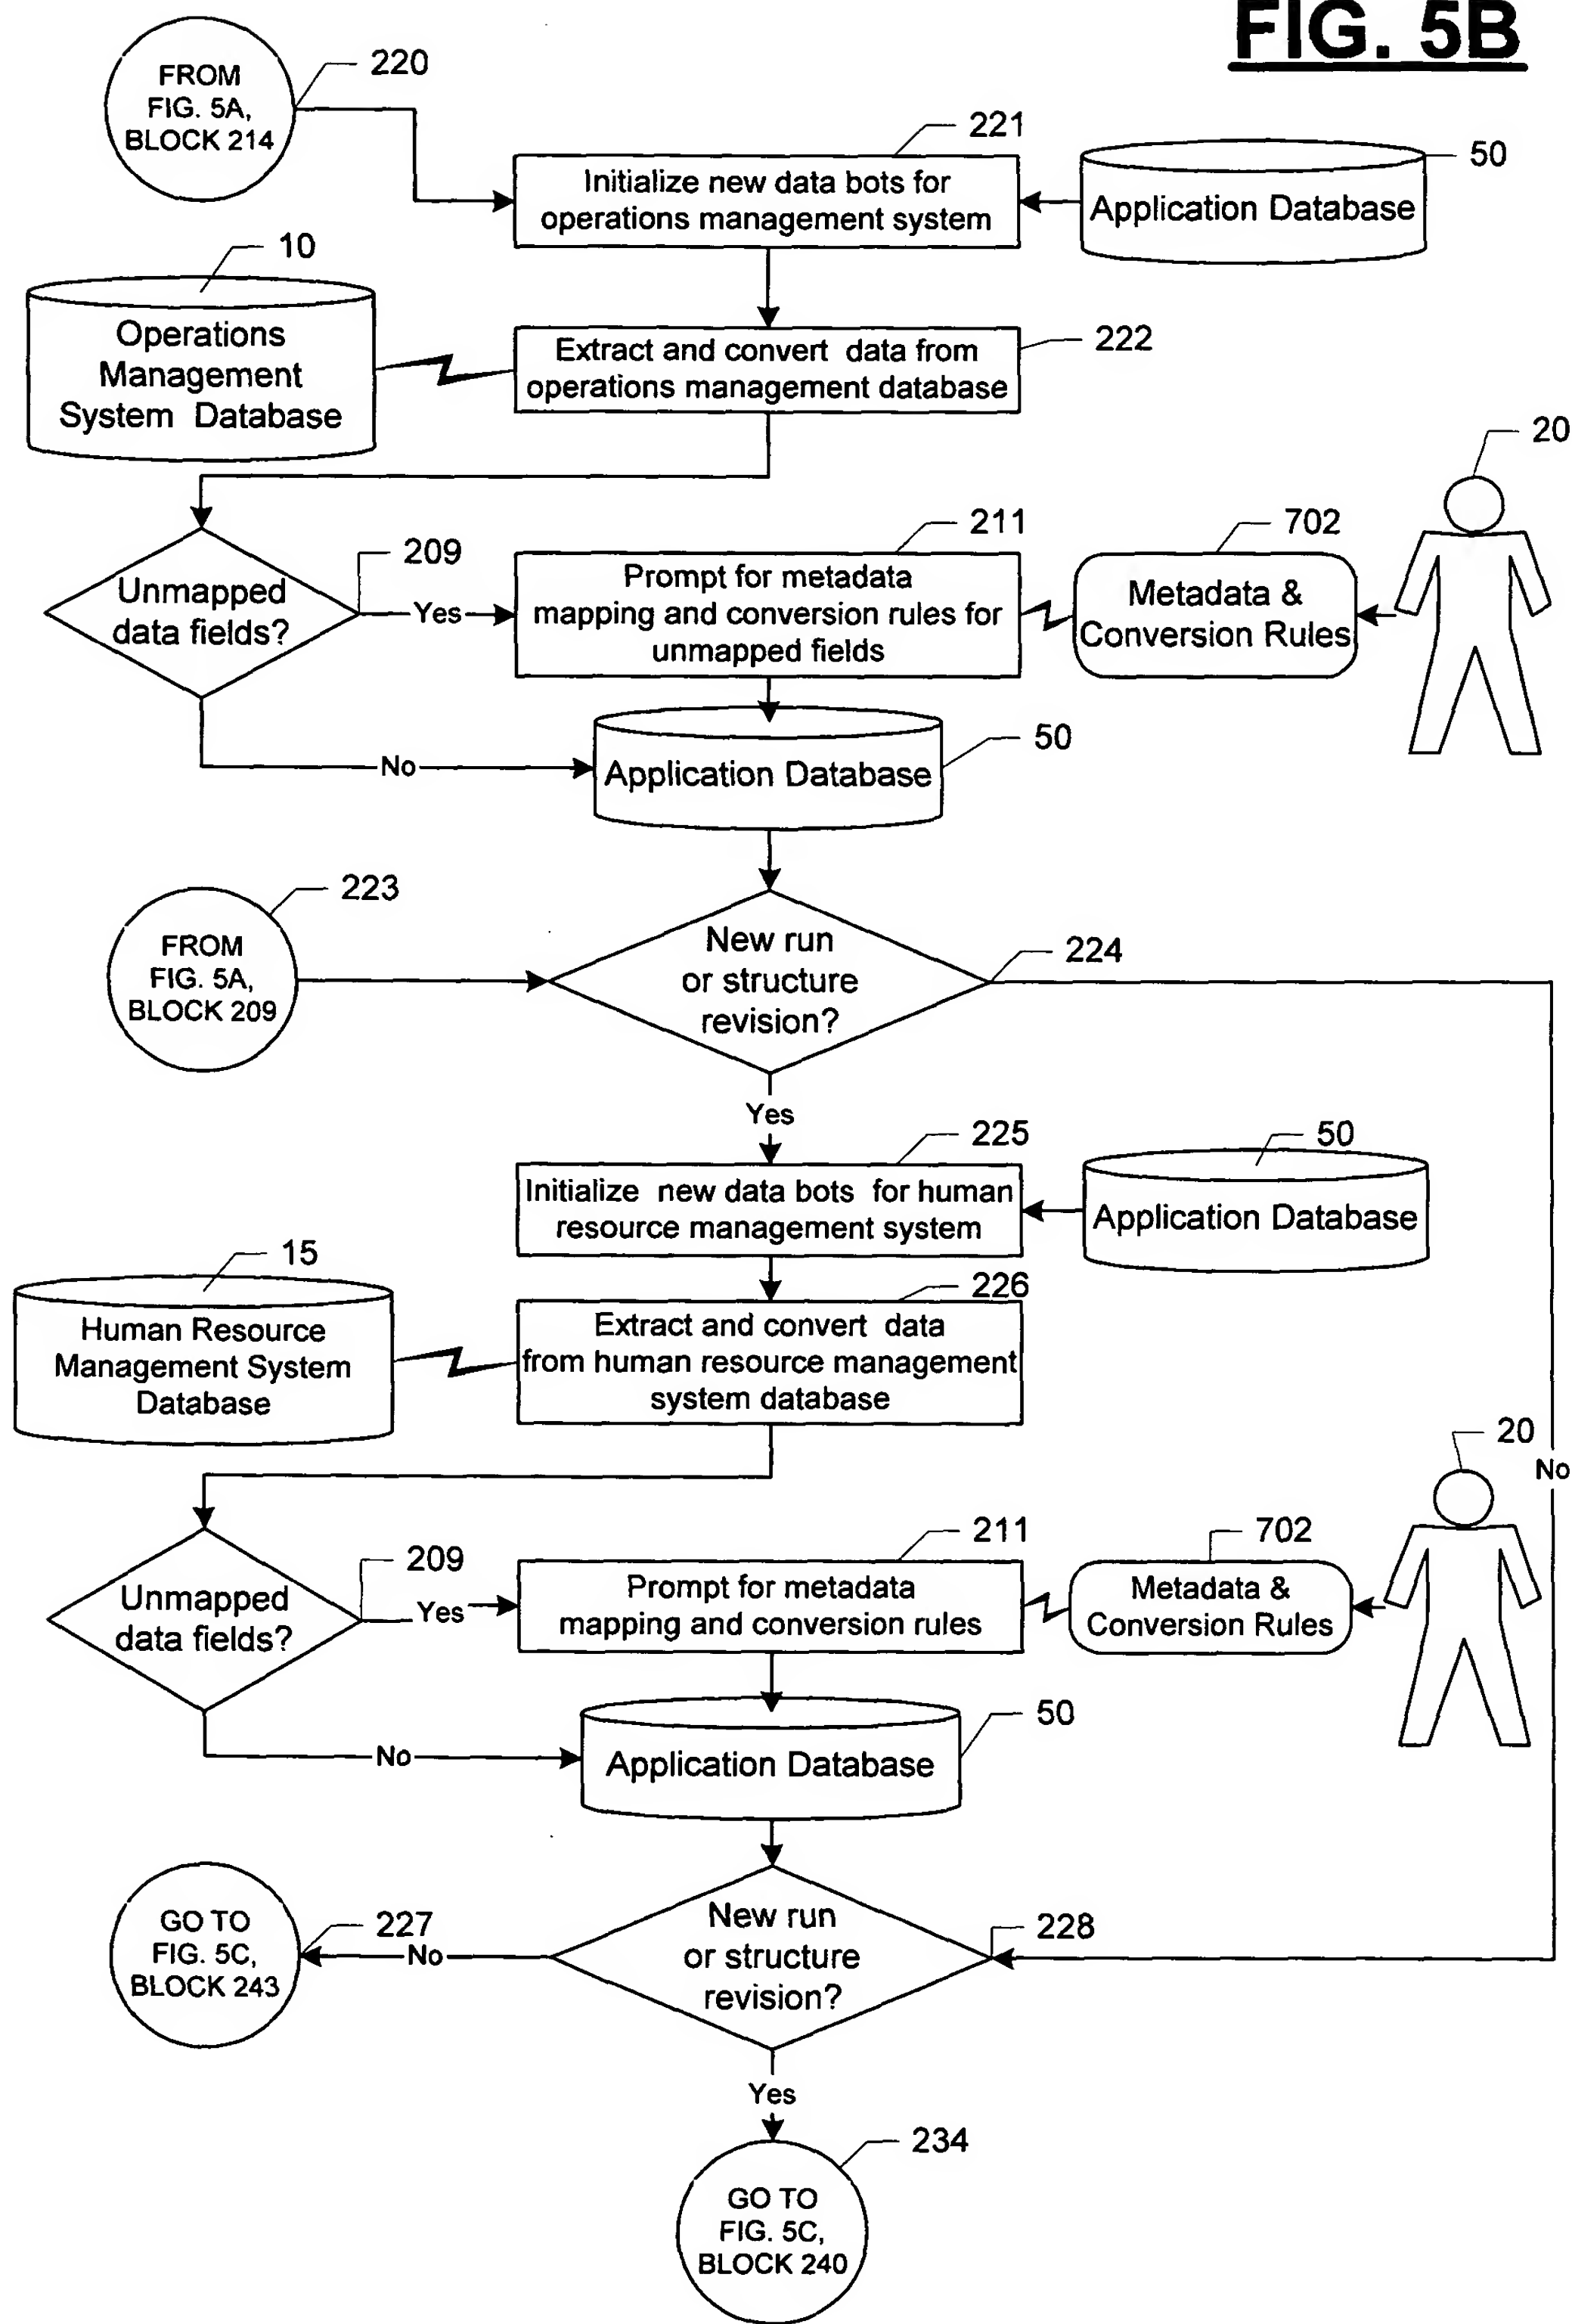 FIG. 5B
FROM
FIG. 5A,
BLOCK 214
220
221
Initialize new data bots for
operations management system
50
Application Database
10
Operations
Management
System Database
Extract and convert data from
operations management database
222
20
Unmapped
data fields?
209
Yes
211
Prompt for metadata
mapping and conversion rules for
unmapped fields
702
Metadata &
Conversion Rules
No
Application Database
50
223
FROM
FIG. 5A,
BLOCK 209
New run
or structure
revision?
224
Yes
225
Initialize new data bots for human
resource management system
50
Application Database
15
Human Resource
Management System
Database
226
Extract and convert data
from human resource management
system database
20
No
Unmapped
data fields?
209
Yes
211
Prompt for metadata
mapping and conversion rules
702
Metadata &
Conversion Rules
No
Application Database
50
GO TO
FIG. 5C,
BLOCK 243
227
No
New run
or structure
revision?
228
Yes
234
GO TO
FIG. 5C,
BLOCK 240